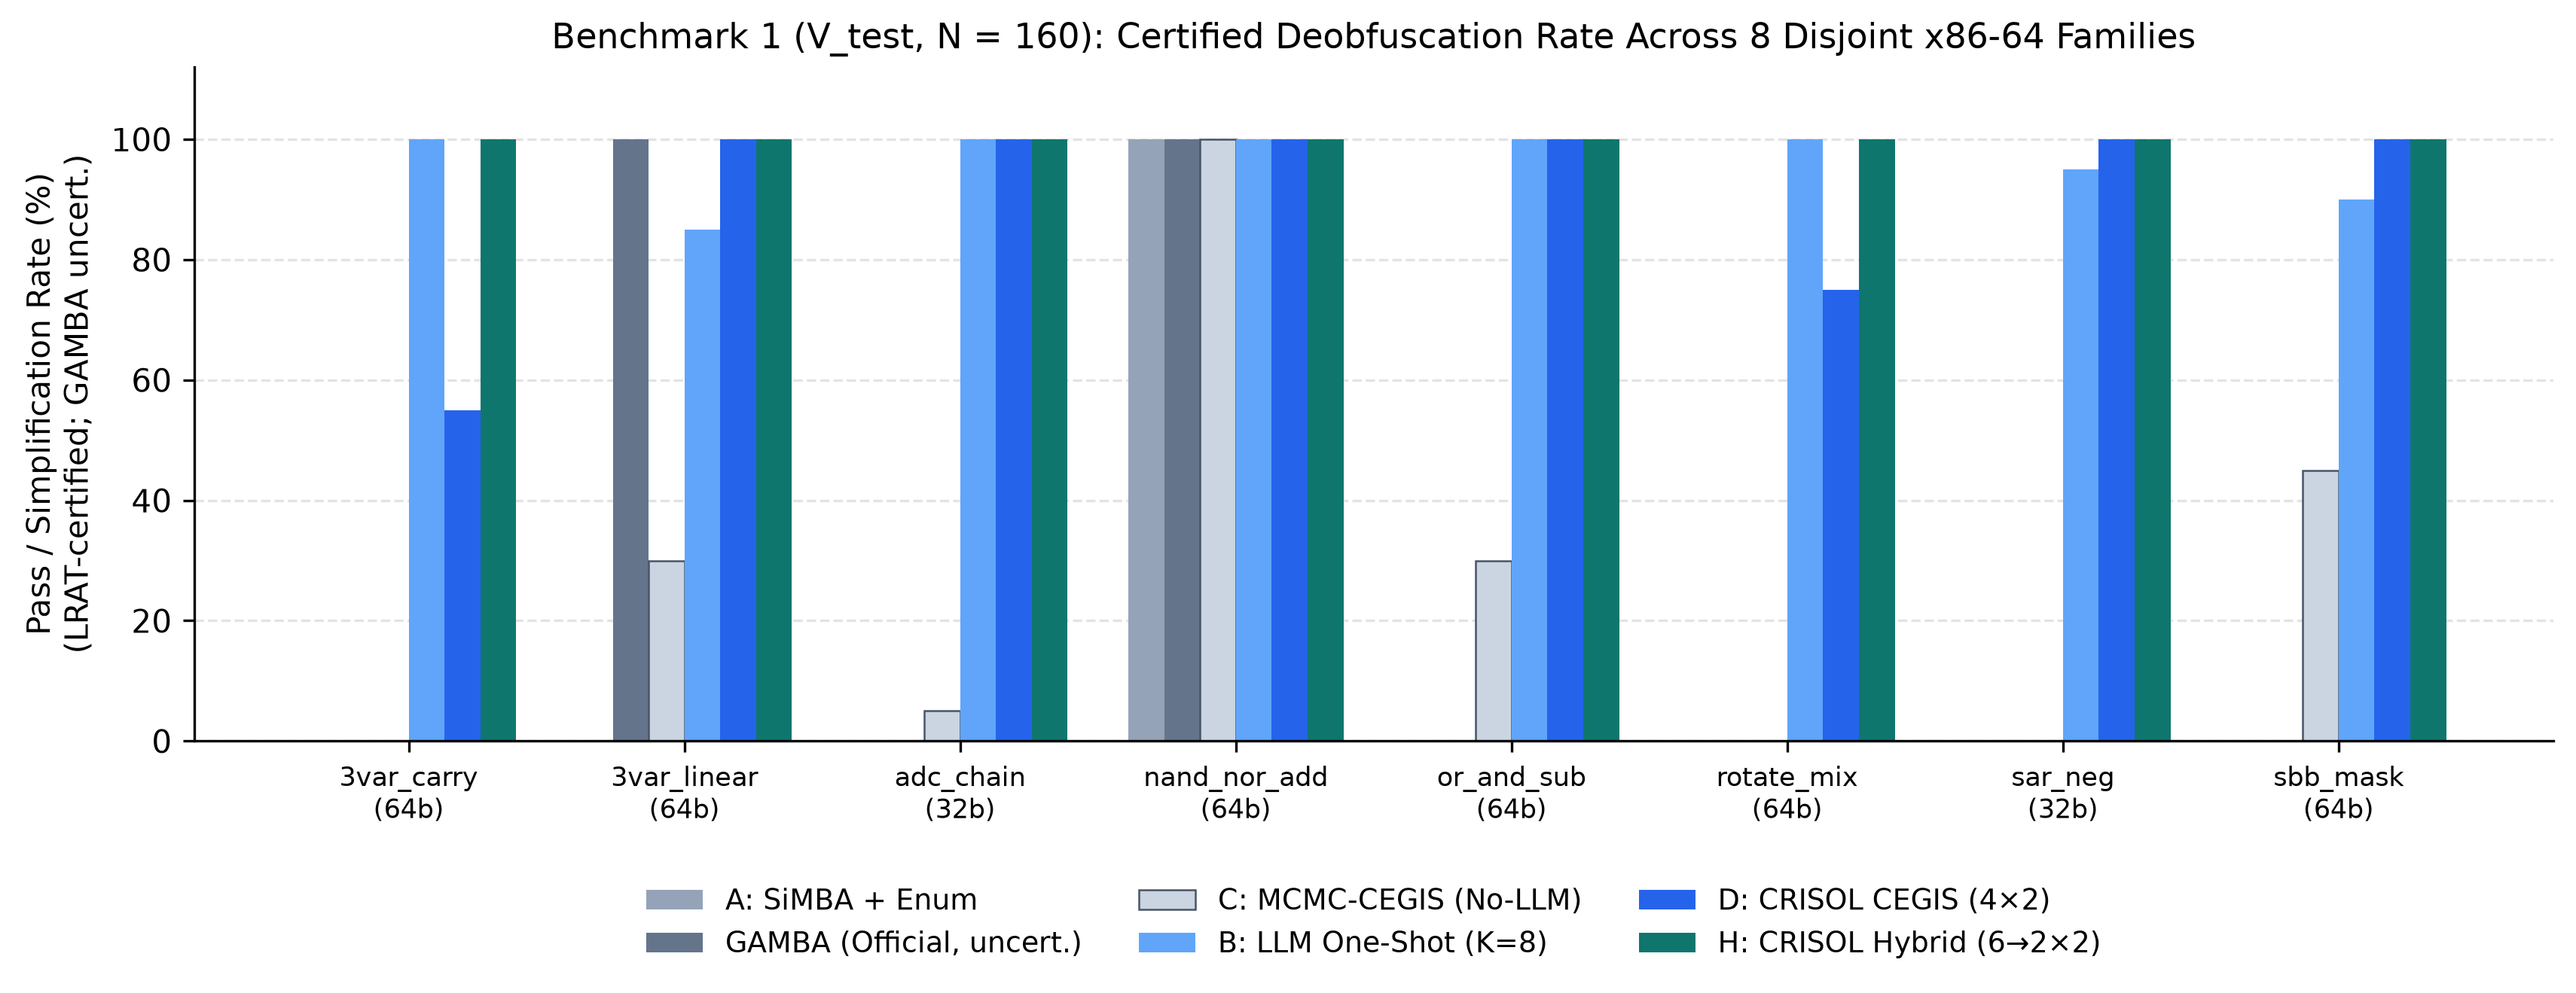 Benchmark 1 (V_test, N = 160): Certified Deobfuscation Rate Across 8 Disjoint x86-64 Families
Pass / Simplification Rate (%)
(LRAT-certified; GAMBA uncert.)
100
80
60
40
20
0
3var_carry
(64b)
3var_linear
(64b)
adc_chain
(32b)
nand_nor_add
(64b)
or_and_sub
(64b)
rotate_mix
(64b)
sar_neg
(32b)
sbb_mask
(64b)
A: SiMBA + Enum
GAMBA (Official, uncert.)
C: MCMC-CEGIS (No-LLM)
B: LLM One-Shot (K=8)
D: CRISOL CEGIS (4×2)
H: CRISOL Hybrid (6→2×2)